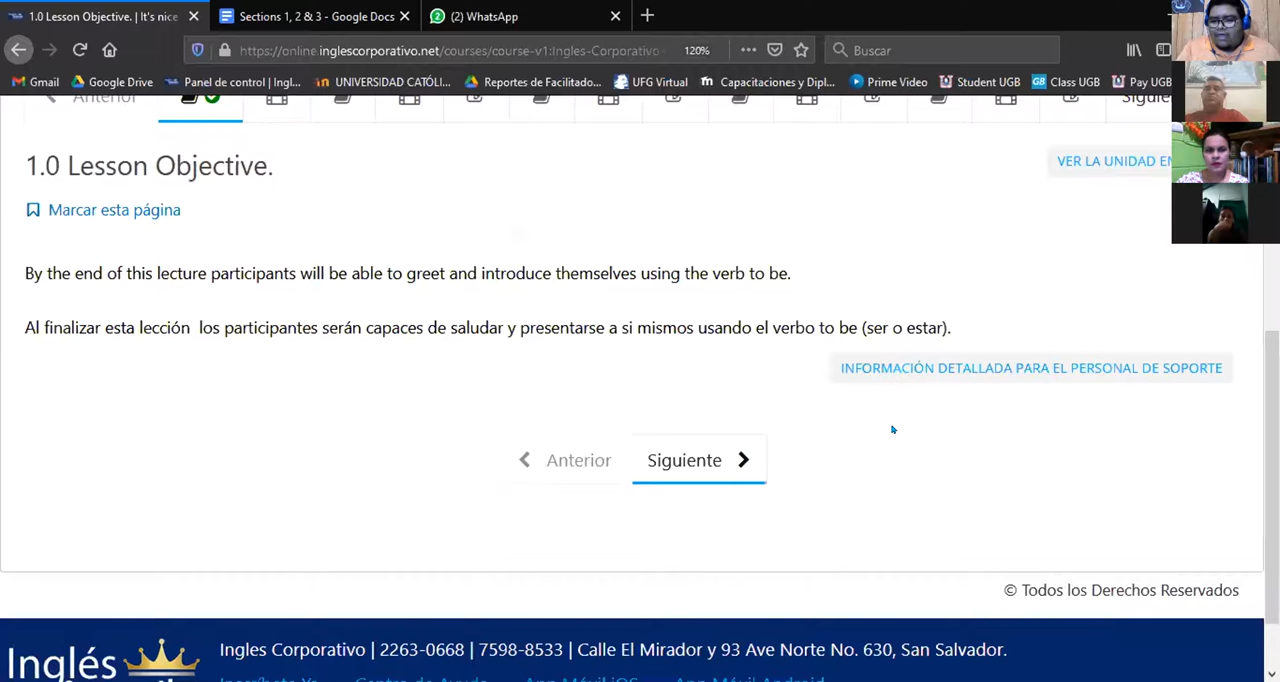 1.0 Lesson Objective. | It's nice
Sections 1, 2 & 3 - Google Docs
(2) WhatsApp
https://online.inglescorporativo.net/courses/course-v1:Ingles-Corporativo
120%
Buscar
Gmail
Google Drive
Panel de control | Ingl...
UNIVERSIDAD CATÓLI...
Reportes de Facilitado...
UFG Virtual
Capacitaciones y Dipl...
Prime Video
Student UGB
Class UGB
Pay UGB
Anterior
1.0 Lesson Objective.
VER LA UNIDAD EN
Marcar esta página
By the end of this lecture participants will be able to greet and introduce themselves using the verb to be.
Al finalizar esta lección los participantes serán capaces de saludar y presentarse a si mismos usando el verbo to be (ser o estar).
INFORMACIÓN DETALLADA PARA EL PERSONAL DE SOPORTE
Anterior
Siguiente
© Todos los Derechos Reservados
Inglés
Ingles Corporativo | 2263-0668 | 7598-8533 | Calle El Mirador y 93 Ave Norte No. 630, San Salvador.